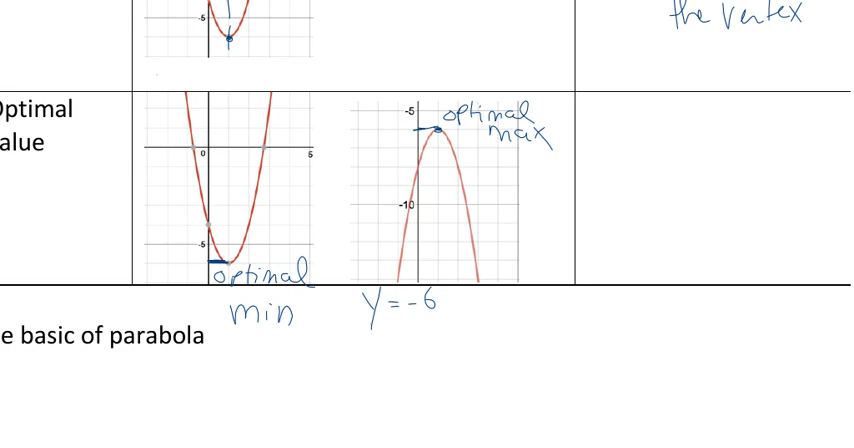 -5
the vertex
Optimal
alue
0
5
-5
optimal
min
-5
optimal
max
-10
y = -6
e basic of parabola